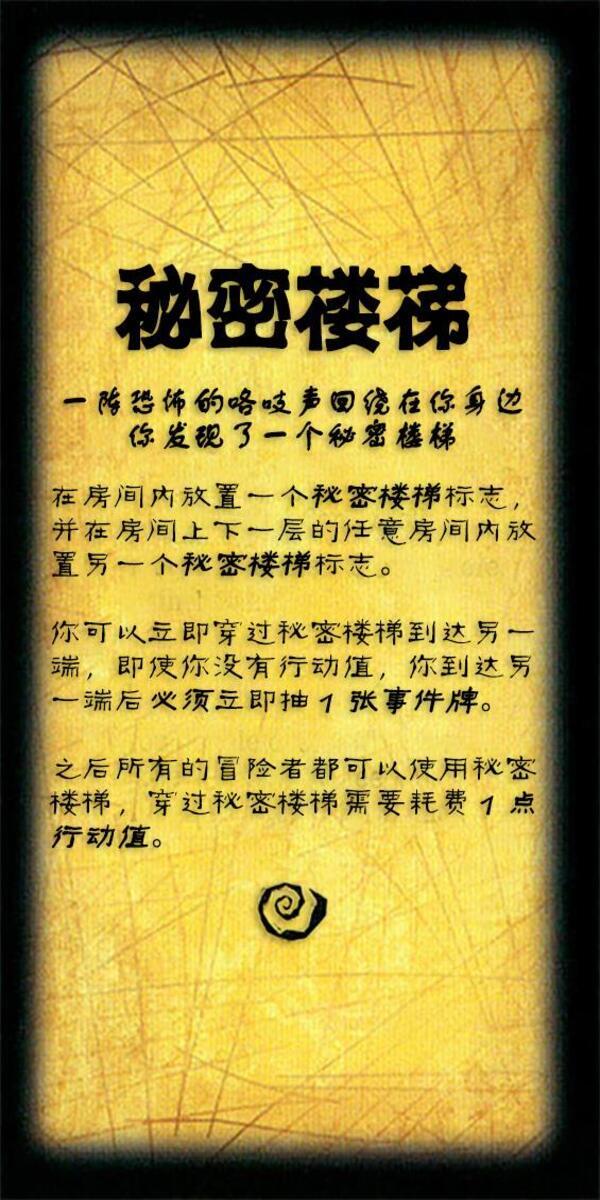 秘密楼梯
一阵恐怖的咯吱声回绕在你身边
你发现了一个秘密楼梯
在房间内放置一个秘密楼梯标志，
并在房间上下一层的任意房间内放
置另一个秘密楼梯标志。
你可以立即穿过秘密楼梯到达另一
端，即使你没有行动值，你到达另
一端后必须立即抽 1 张事件牌。
之后所有的冒险者都可以使用秘密
楼梯，穿过秘密楼梯需要耗费 1 点
行动值。